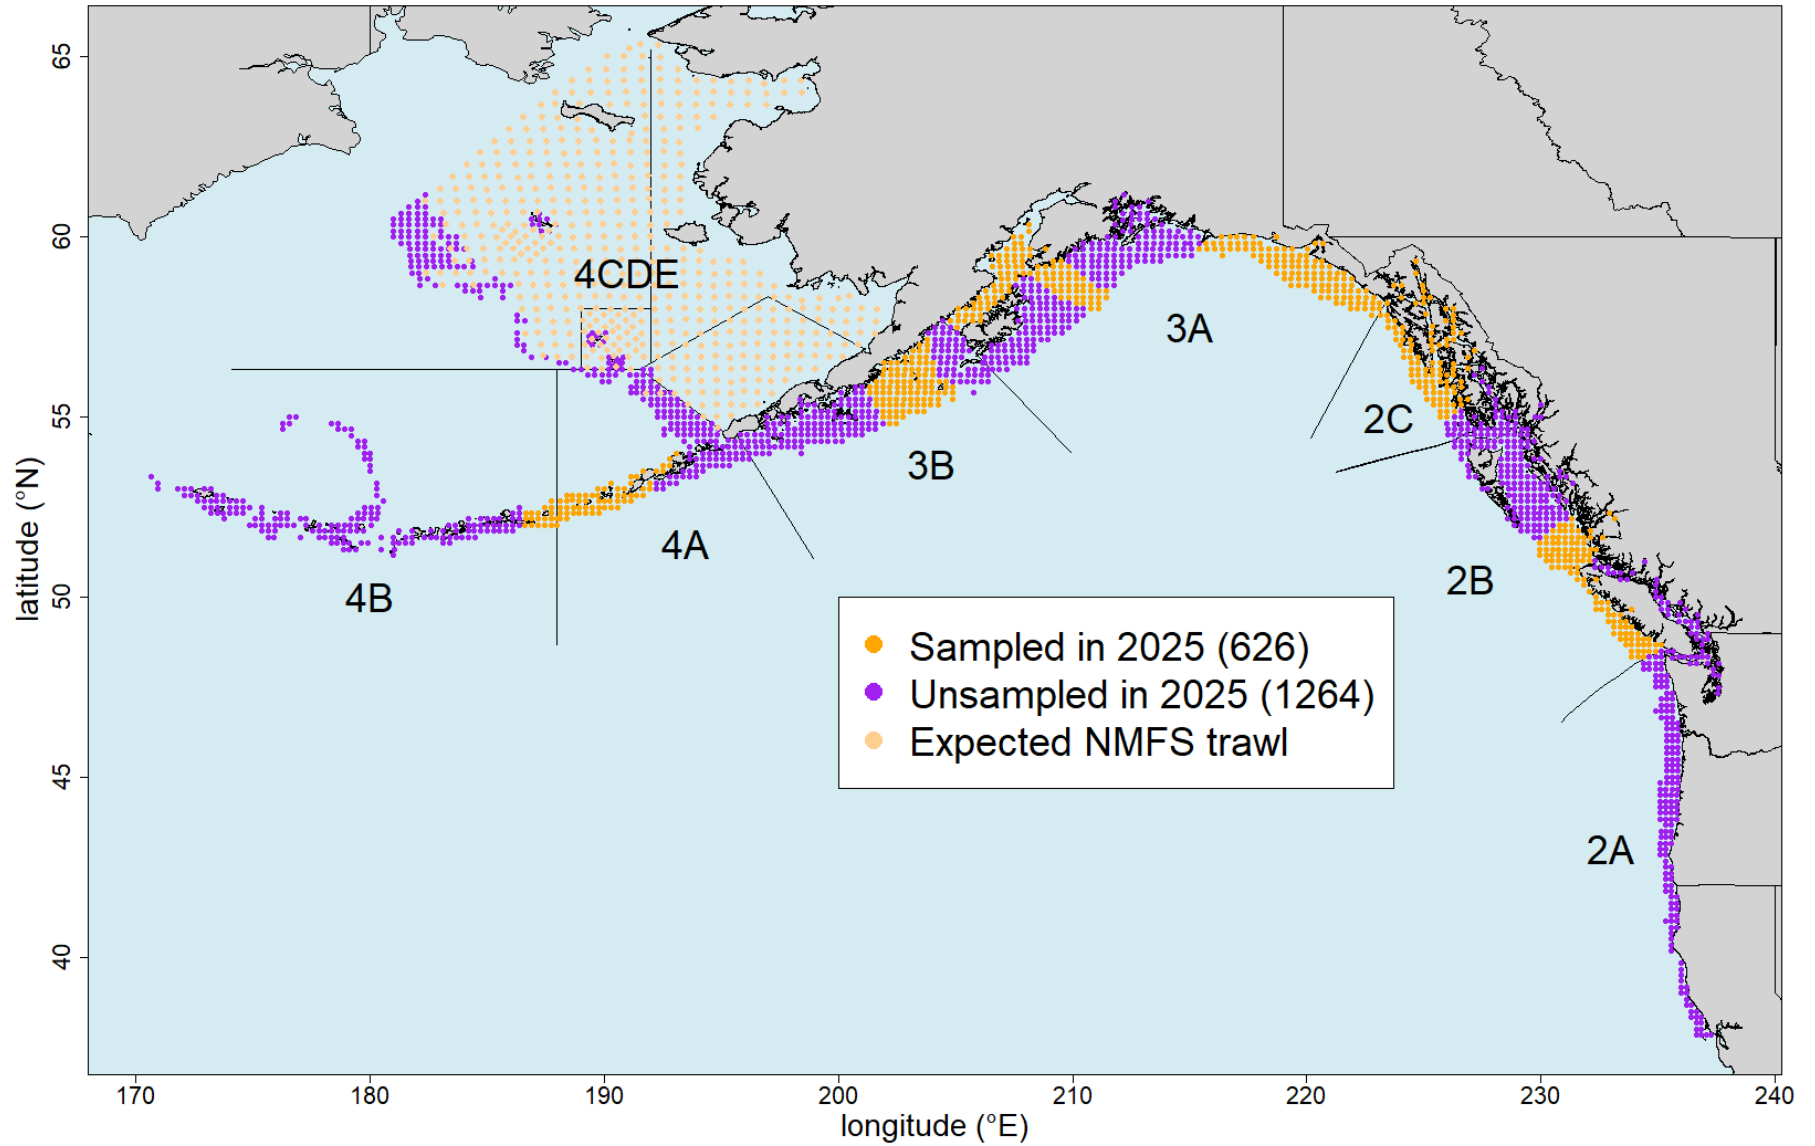 65
60
55
50
45
40
latitude (°N)
4CDE
3A
2C
3B
4A
2B
4B
Sampled in 2025 (626)
Unsampled in 2025 (1264)
Expected NMFS trawl
2A
170 180 190 200 210 220 230 240
longitude (°E)